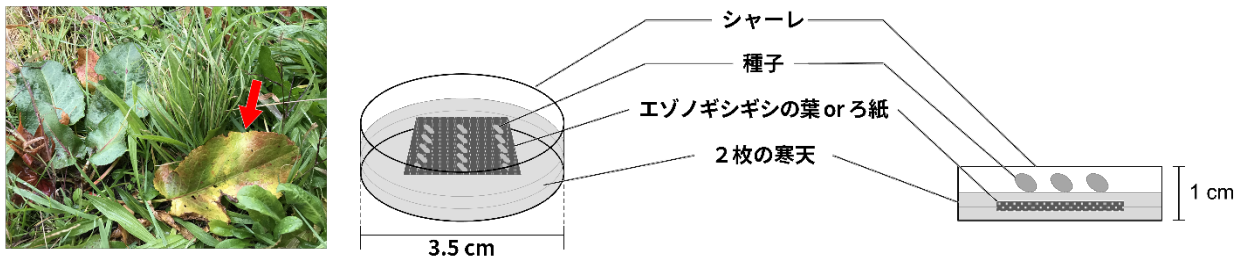 シャーレ
種子
エゾノギシギシの葉 or ろ紙
２枚の寒天
3.5 cm
1 cm